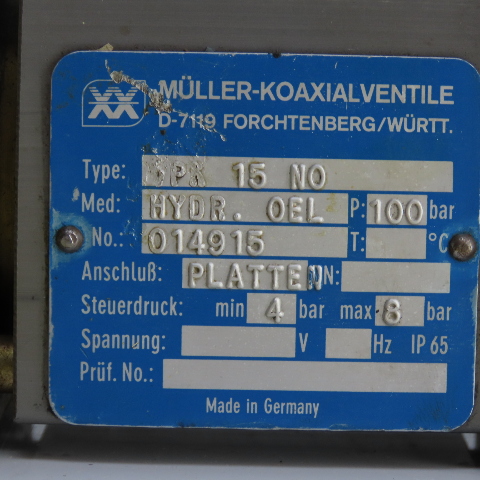 MÜLLER-KOAXIALVENTILE
D-7119 FORCHTENBERG/WÜRTT.
Type: 15 NO
Med: HYDR. OEL P: 100 bar
No.: 014915 T: °C
Anschluß: PLATTEN DN:
Steuerdruck: min 4 bar max 8 bar
Spannung: V Hz IP 65
Prüf. No.:
Made in Germany